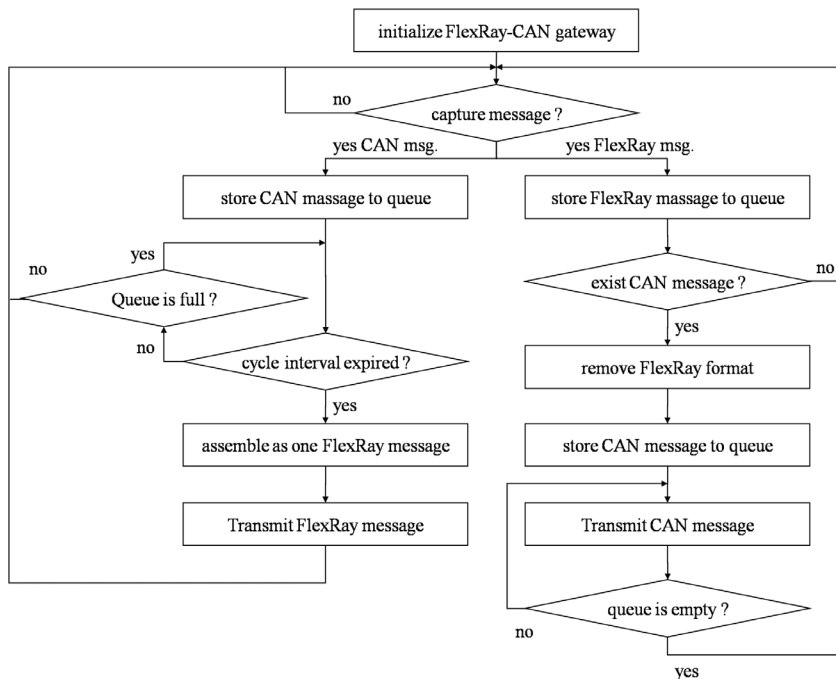 initialize FlexRay-CAN gateway
no
capture message ?
yes CAN msg.
yes FlexRay msg.
store CAN massage to queue
store FlexRay massage to queue
yes
no
no
Queue is full ?
exist CAN message ?
no
yes
cycle interval expired ?
remove FlexRay format
yes
assemble as one FlexRay message
store CAN message to queue
Transmit FlexRay message
Transmit CAN message
queue is empty ?
no
yes